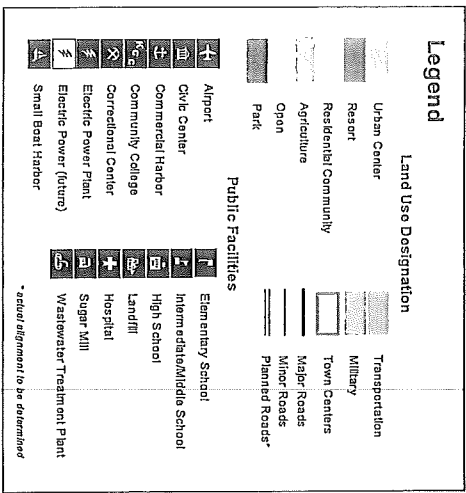 Legend
Land Use Designation
Urban Center
Resort
Residential Community
Agriculture
Open
Park
Transportation
Military
Town Centers
Major Roads
Minor Roads
Planned Roads*
Public Facilities
Airport
Civic Center
Commercial Harbor
KCC
Community College
Correctional Center
Electric Power Plant
Electric Power (future)
Small Boat Harbor
Elementary School
Intermediate/Middle School
High School
Landfill
Hospital
Sugar Mill
Wastewater Treatment Plant
* actual alignment to be determined